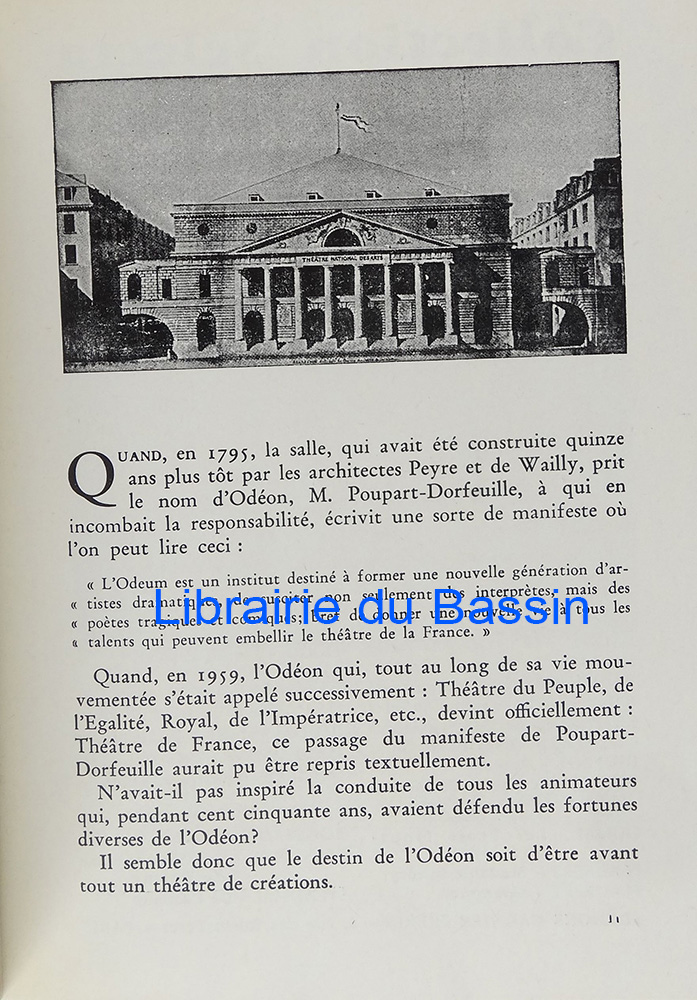 THÉÂTRE NATIONAL DES ARTS
QUAND, en 1795, la salle, qui avait été construite quinze
ans plus tôt par les architectes Peyre et de Wailly, prit
le nom d'Odéon, M. Poupart-Dorfeuille, à qui en
incombait la responsabilité, écrivit une sorte de manifeste où
l'on peut lire ceci :
« L'Odeum est un institut destiné à former une nouvelle génération d'ar-
« tistes dramatiques, de susciter non seulement des interprètes, mais des
« poètes tragiques et comiques; bref de donner une nouvelle vie à tous les
« talents qui peuvent embellir le théâtre de la France. »
Librairie du Bassin
Quand, en 1959, l'Odéon qui, tout au long de sa vie mou-
vementée s'était appelé successivement : Théâtre du Peuple, de
l'Egalité, Royal, de l'Impératrice, etc., devint officiellement :
Théâtre de France, ce passage du manifeste de Poupart-
Dorfeuille aurait pu être repris textuellement.
N'avait-il pas inspiré la conduite de tous les animateurs
qui, pendant cent cinquante ans, avaient défendu les fortunes
diverses de l'Odéon?
Il semble donc que le destin de l'Odéon soit d'être avant
tout un théâtre de créations.
11